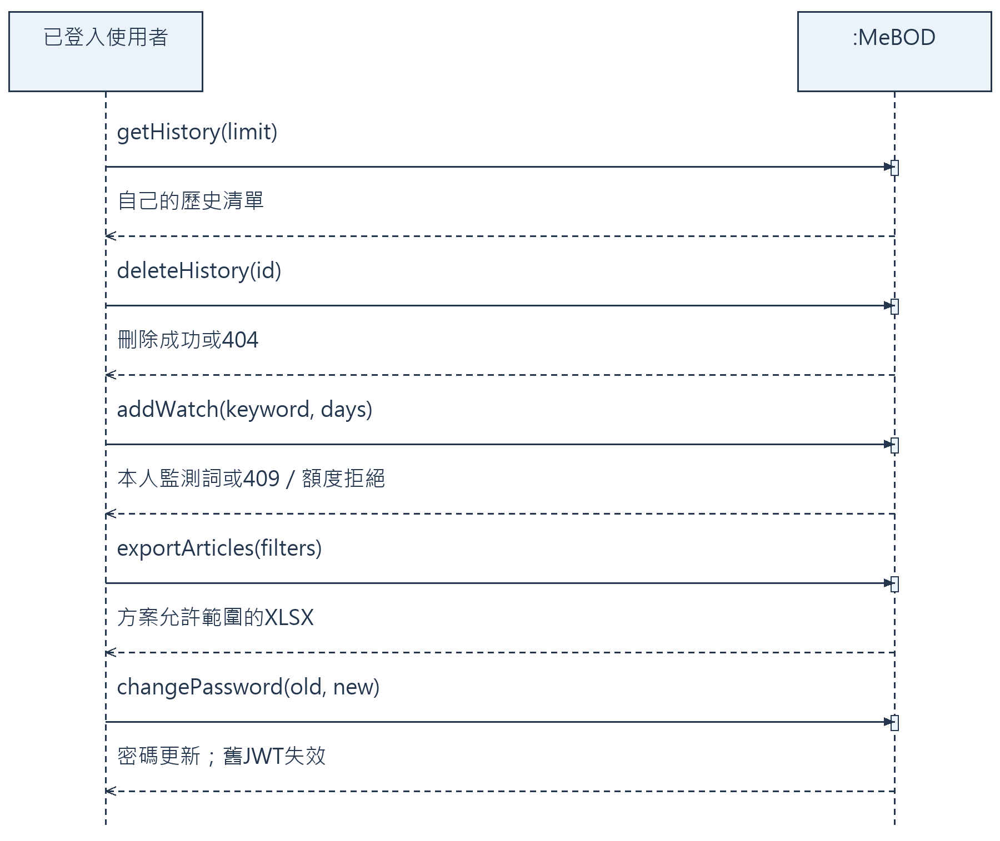 已登入使用者
:MeBOD
getHistory(limit)
自己的歷史清單
deleteHistory(id)
刪除成功或404
addWatch(keyword, days)
本人監測詞或409 / 額度拒絕
exportArticles(filters)
方案允許範圍的XLSX
changePassword(old, new)
密碼更新；舊JWT失效